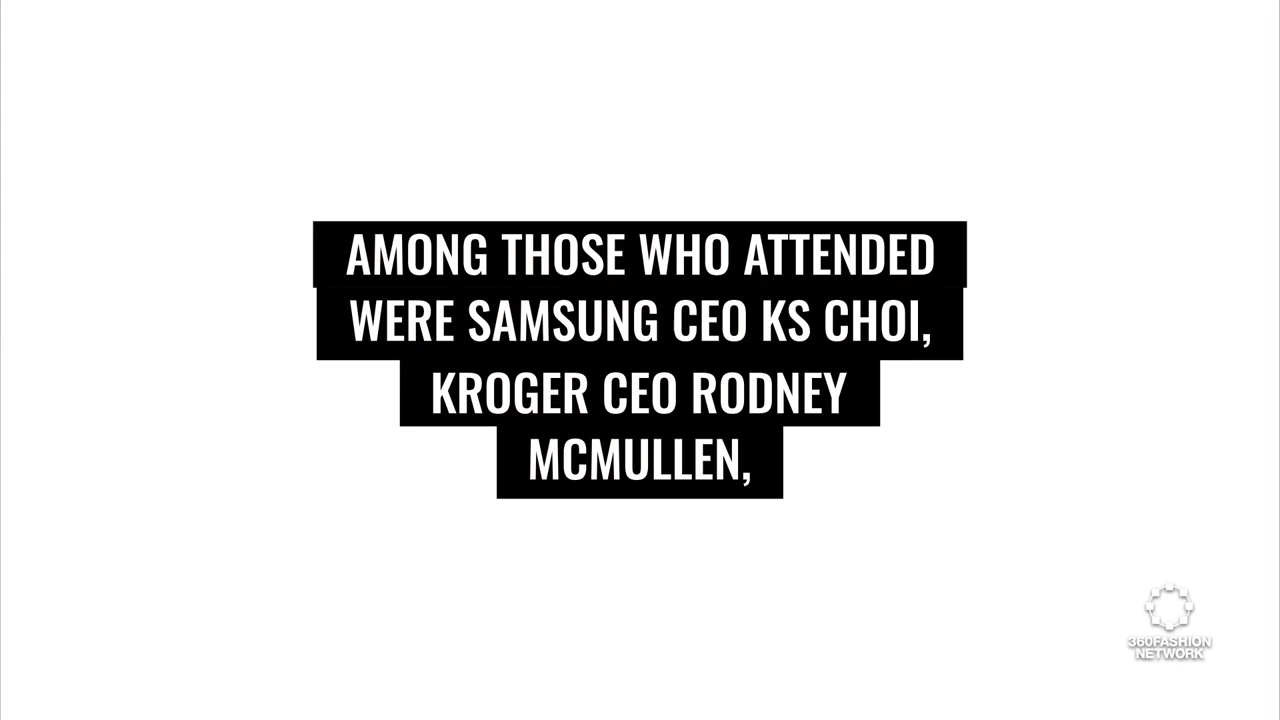 AMONG THOSE WHO ATTENDED
WERE SAMSUNG CEO KS CHOI,
KROGER CEO RODNEY
MCMULLEN,
360FASHION
NETWORK